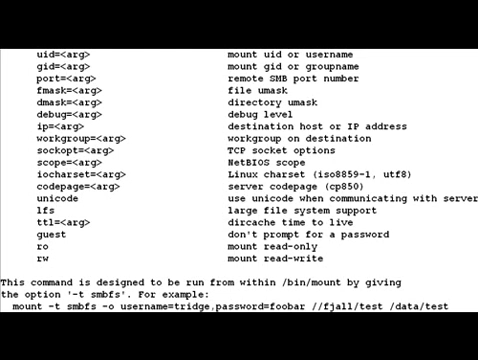 uid=<arg> mount uid or username
gid=<arg> mount gid or groupname
port=<arg> remote SMB port number
fmask=<arg> file umask
dmask=<arg> directory umask
debug=<arg> debug level
ip=<arg> destination host or IP address
workgroup=<arg> workgroup on destination
sockopt=<arg> TCP socket options
scope=<arg> NetBIOS scope
iocharset=<arg> Linux charset (iso8859-1, utf8)
codepage=<arg> server codepage (cp850)
unicode use unicode when communicating with server
lfs large file system support
ttl=<arg> dircache time to live
guest don't prompt for a password
ro mount read-only
rw mount read-write
This command is designed to be run from within /bin/mount by giving
the option '-t smbfs'. For example:
mount -t smbfs -o username=tridge,password=foobar //fjall/test /data/test